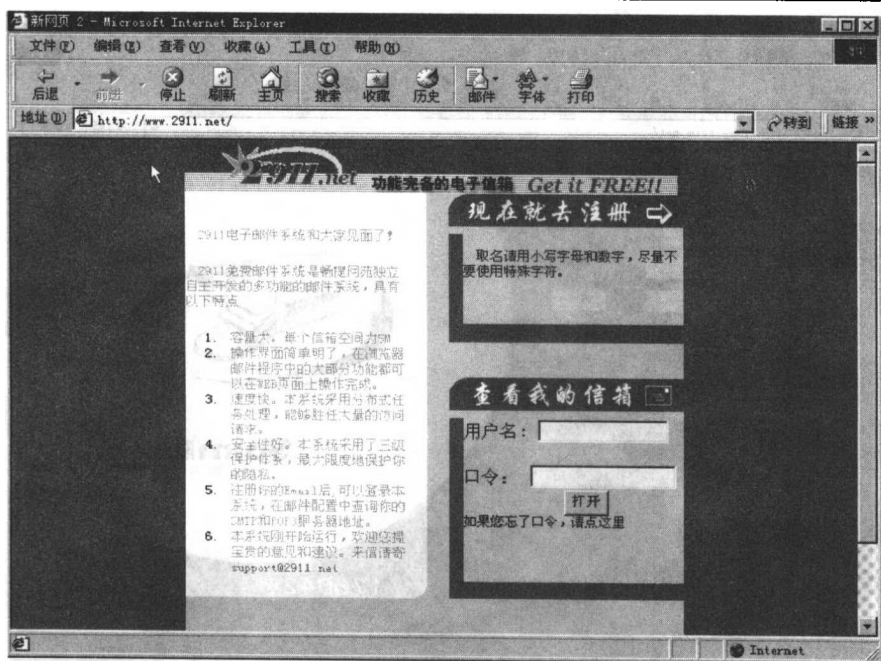 新网页 2 - Microsoft Internet Explorer
文件(F) 编辑(E) 查看(V) 收藏(A) 工具(T) 帮助(H)
后退 前进 停止 刷新 主页 搜索 收藏 历史 邮件 字体 打印
地址(D) http://www.2911.net/ 转到 链接 »
2911.net 功能完备的电子信箱 Get it FREE!!
2911电子邮件系统和大家见面了!
2911免费邮件系统是畅捷网苑独立
自主开发的多功能的邮件系统,具有
以下特点
1. 容量大。每个信箱空间为5M
2. 操作界面简单明了,在浏览器
邮件程序中的大部分功能都可
以在WEB页面上操作完成。
3. 速度快。本系统采用分布式任
务处理,能够胜任大量的访问
请求。
4. 安全性好。本系统采用了三级
保护体系,最大限度地保护你
的隐私。
5. 注册你的Email后,可以登录本
系统,在邮件配置中查询你的
SMTP和POP3服务器地址。
6. 本系统刚开始运行,欢迎您提
宝贵的意见和建议。来信请寄
support@2911.net
现在就去注册
取名请用小写字母和数字,尽量不
要使用特殊字符。
查看我的信箱
用户名:
口令:
打开
如果您忘了口令,请点这里
Internet